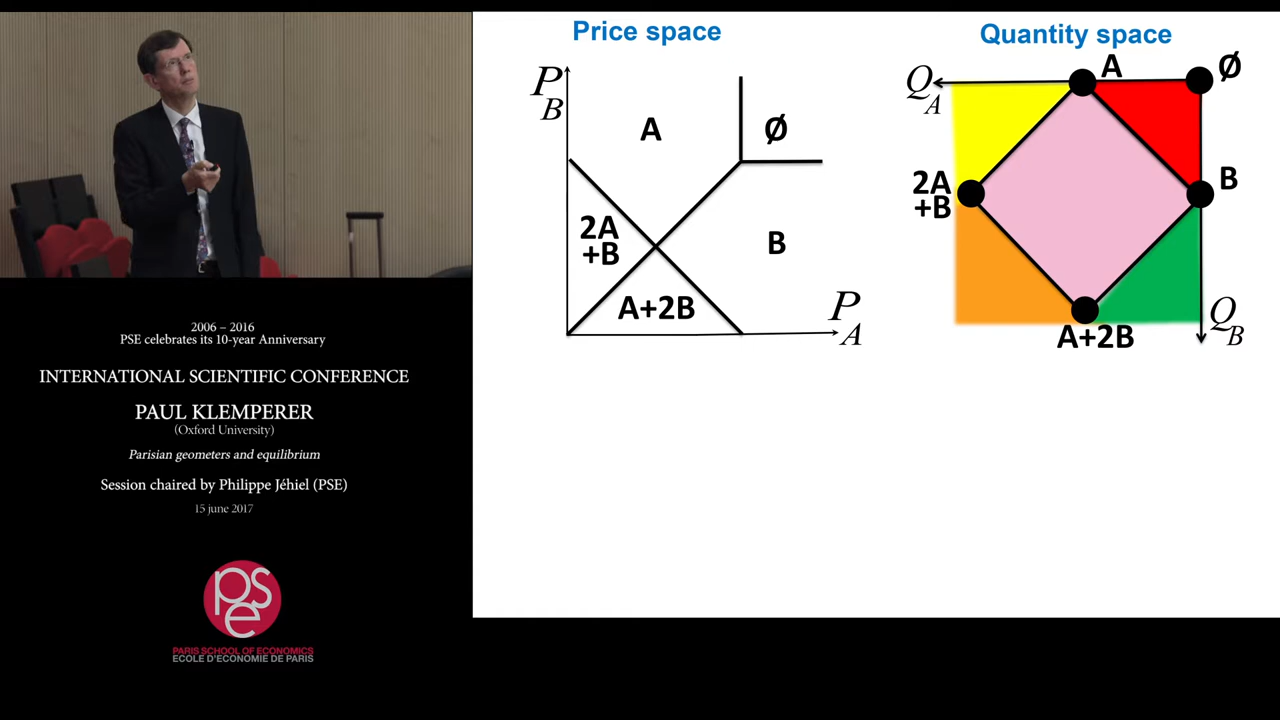 2006 – 2016
PSE celebrates its 10-year Anniversary
INTERNATIONAL SCIENTIFIC CONFERENCE
PAUL KLEMPERER
(Oxford University)
Parisian geometers and equilibrium
Session chaired by Philippe Jéhiel (PSE)
15 june 2017
pse
PARIS SCHOOL OF ECONOMICS
ECOLE D'ECONOMIE DE PARIS
Price space
P B
A
Ø
2A
+B
B
A+2B
P A
Quantity space
Q A
A
Ø
2A
+B
B
A+2B
Q B